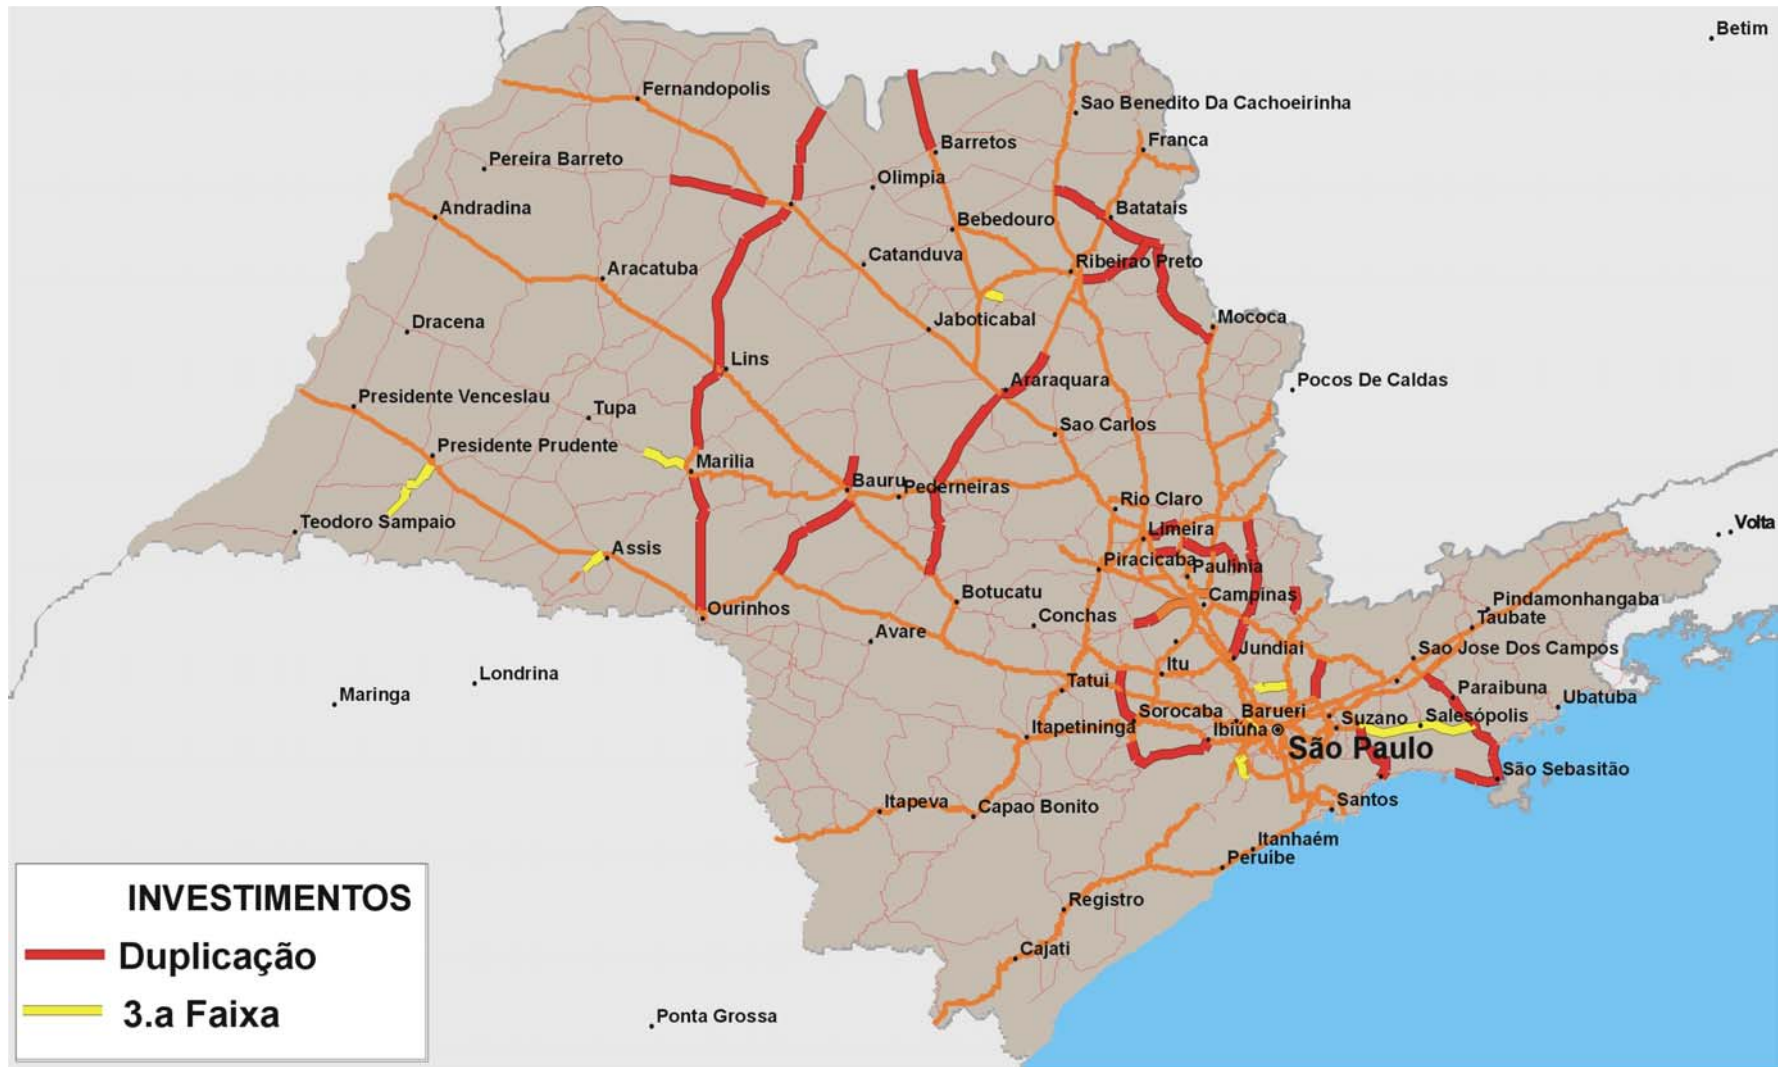 Betim
Fernandopolis
Sao Benedito Da Cachoeirinha
Barretos
Franca
Pereira Barreto
Olimpia
Andradina
Bebedouro
Batatais
Catanduva
Aracatuba
Ribeirao Preto
Dracena
Jaboticabal
Mococa
Lins
Araraquara
Pocos De Caldas
Presidente Venceslau
Tupa
Sao Carlos
Presidente Prudente
Marilia
Bauru
Pederneiras
Rio Claro
Teodoro Sampaio
Limeira
Volta
Assis
Piracicaba
Paulinia
Botucatu
Campinas
Pindamonhangaba
Ourinhos
Conchas
Taubate
Avare
Jundiai
Sao Jose Dos Campos
Itu
Londrina
Tatui
Paraibuna
Maringa
Ubatuba
Sorocaba
Barueri
Suzano
Salesópolis
Itapetininga
Ibiuna
São Paulo
São Sebasitão
Itapeva
Capao Bonito
Santos
Itanhaém
Peruibe
Registro
Cajati
Ponta Grossa
INVESTIMENTOS
Duplicação
3.a Faixa